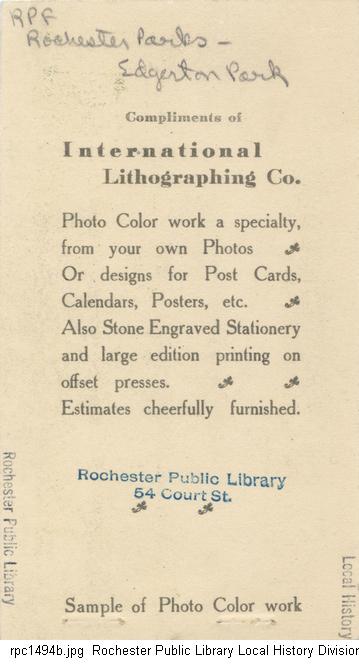 RPF
Rochester Parks -
Edgerton Park
Compliments of
International
Lithographing Co.
Photo Color work a specialty,
from your own Photos
Or designs for Post Cards,
Calendars, Posters, etc.
Also Stone Engraved Stationery
and large edition printing on
offset presses.
Estimates cheerfully furnished.
Rochester Public Library
54 Court St.
Rochester Public Library
Local History
Sample of Photo Color work
rpc1494b.jpg Rochester Public Library Local History Division